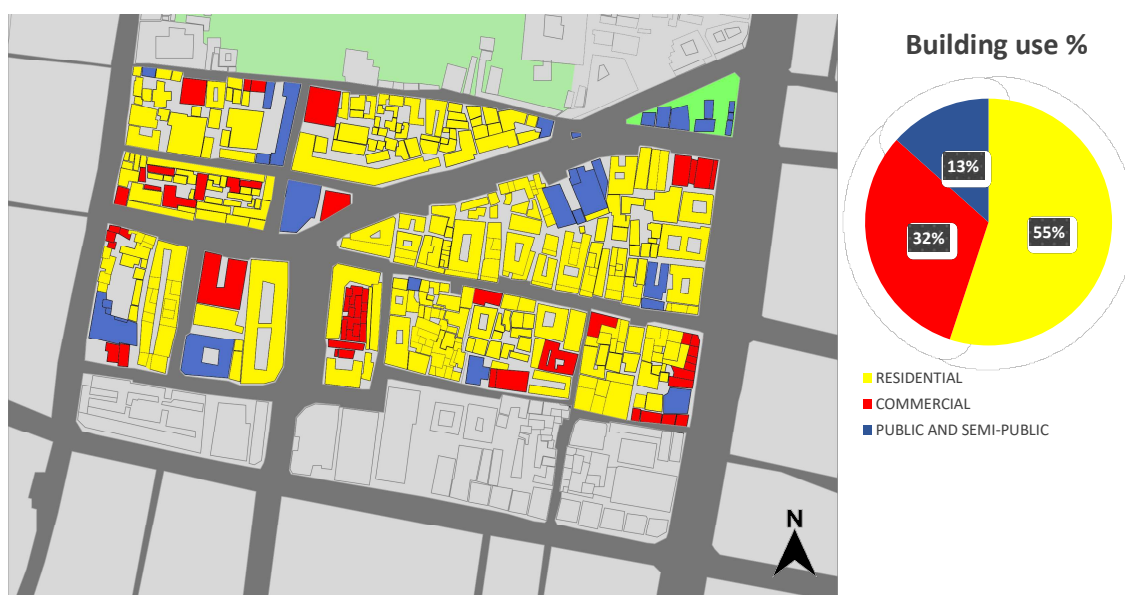 Building use %
13%
32%
55%
RESIDENTIAL
COMMERCIAL
PUBLIC AND SEMI-PUBLIC
N